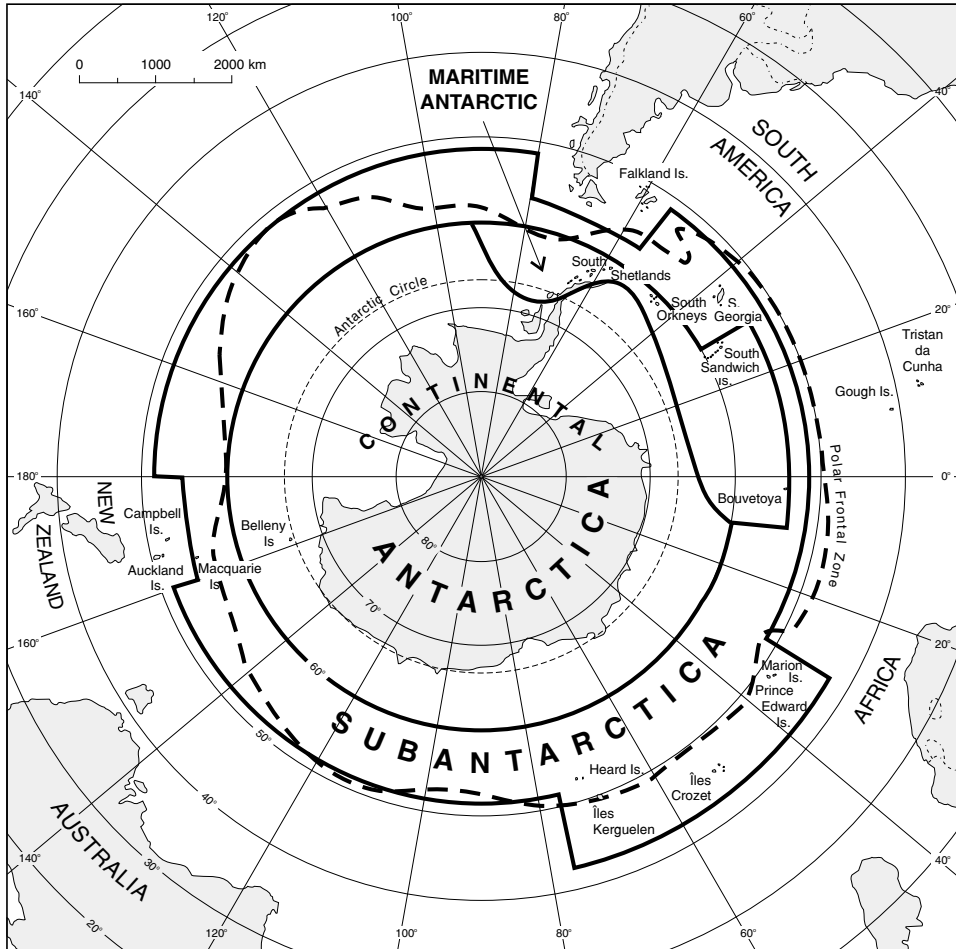 120°
100°
80°
60°
0
1000
2000 km
MARITIME
ANTARCTIC
140°
40°
SOUTH
AMERICA
Falkland Is.
South
Shetlands
Antarctic Circle
South
Orkneys
S.
Georgia
160°
20°
South
Sandwich
Is.
Tristan
da
Cunha
Gough Is.
CONTINENTAL
ANTARCTICA
180°
0°
NEW
ZEALAND
Campbell
Is.
Belleny
Is
Bouvetoya
Polar Frontal Zone
Auckland
Is.
Macquarie
Is.
80°
70°
60°
50°
40°
30°
20°
160°
20°
Marion
Is.
Prince
Edward
Is.
AFRICA
SUBANTARCTICA
Heard Is.
Îles
Crozet
Îles
Kerguelen
AUSTRALIA
140°
40°
120°
100°
80°
60°